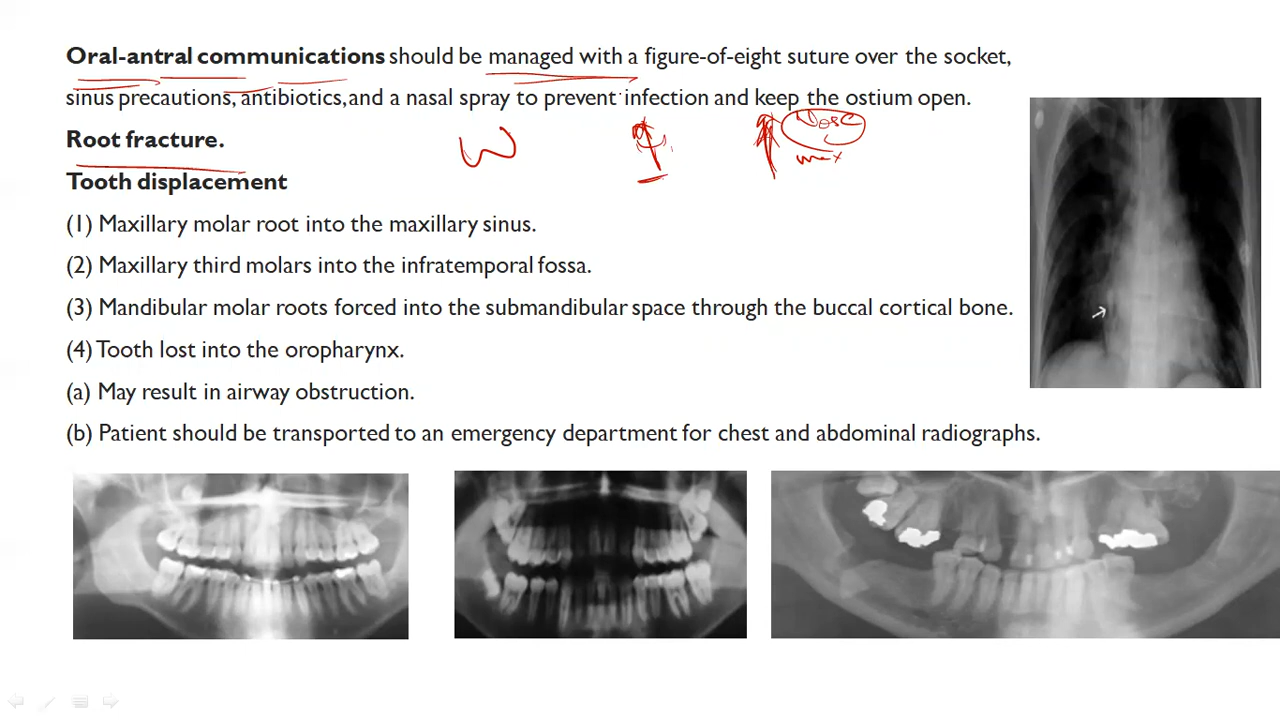 Oral-antral communications should be managed with a figure-of-eight suture over the socket,
sinus precautions, antibiotics,and a nasal spray to prevent infection and keep the ostium open.
Nose
max
Root fracture.
Tooth displacement
(1) Maxillary molar root into the maxillary sinus.
(2) Maxillary third molars into the infratemporal fossa.
(3) Mandibular molar roots forced into the submandibular space through the buccal cortical bone.
(4) Tooth lost into the oropharynx.
(a) May result in airway obstruction.
(b) Patient should be transported to an emergency department for chest and abdominal radiographs.